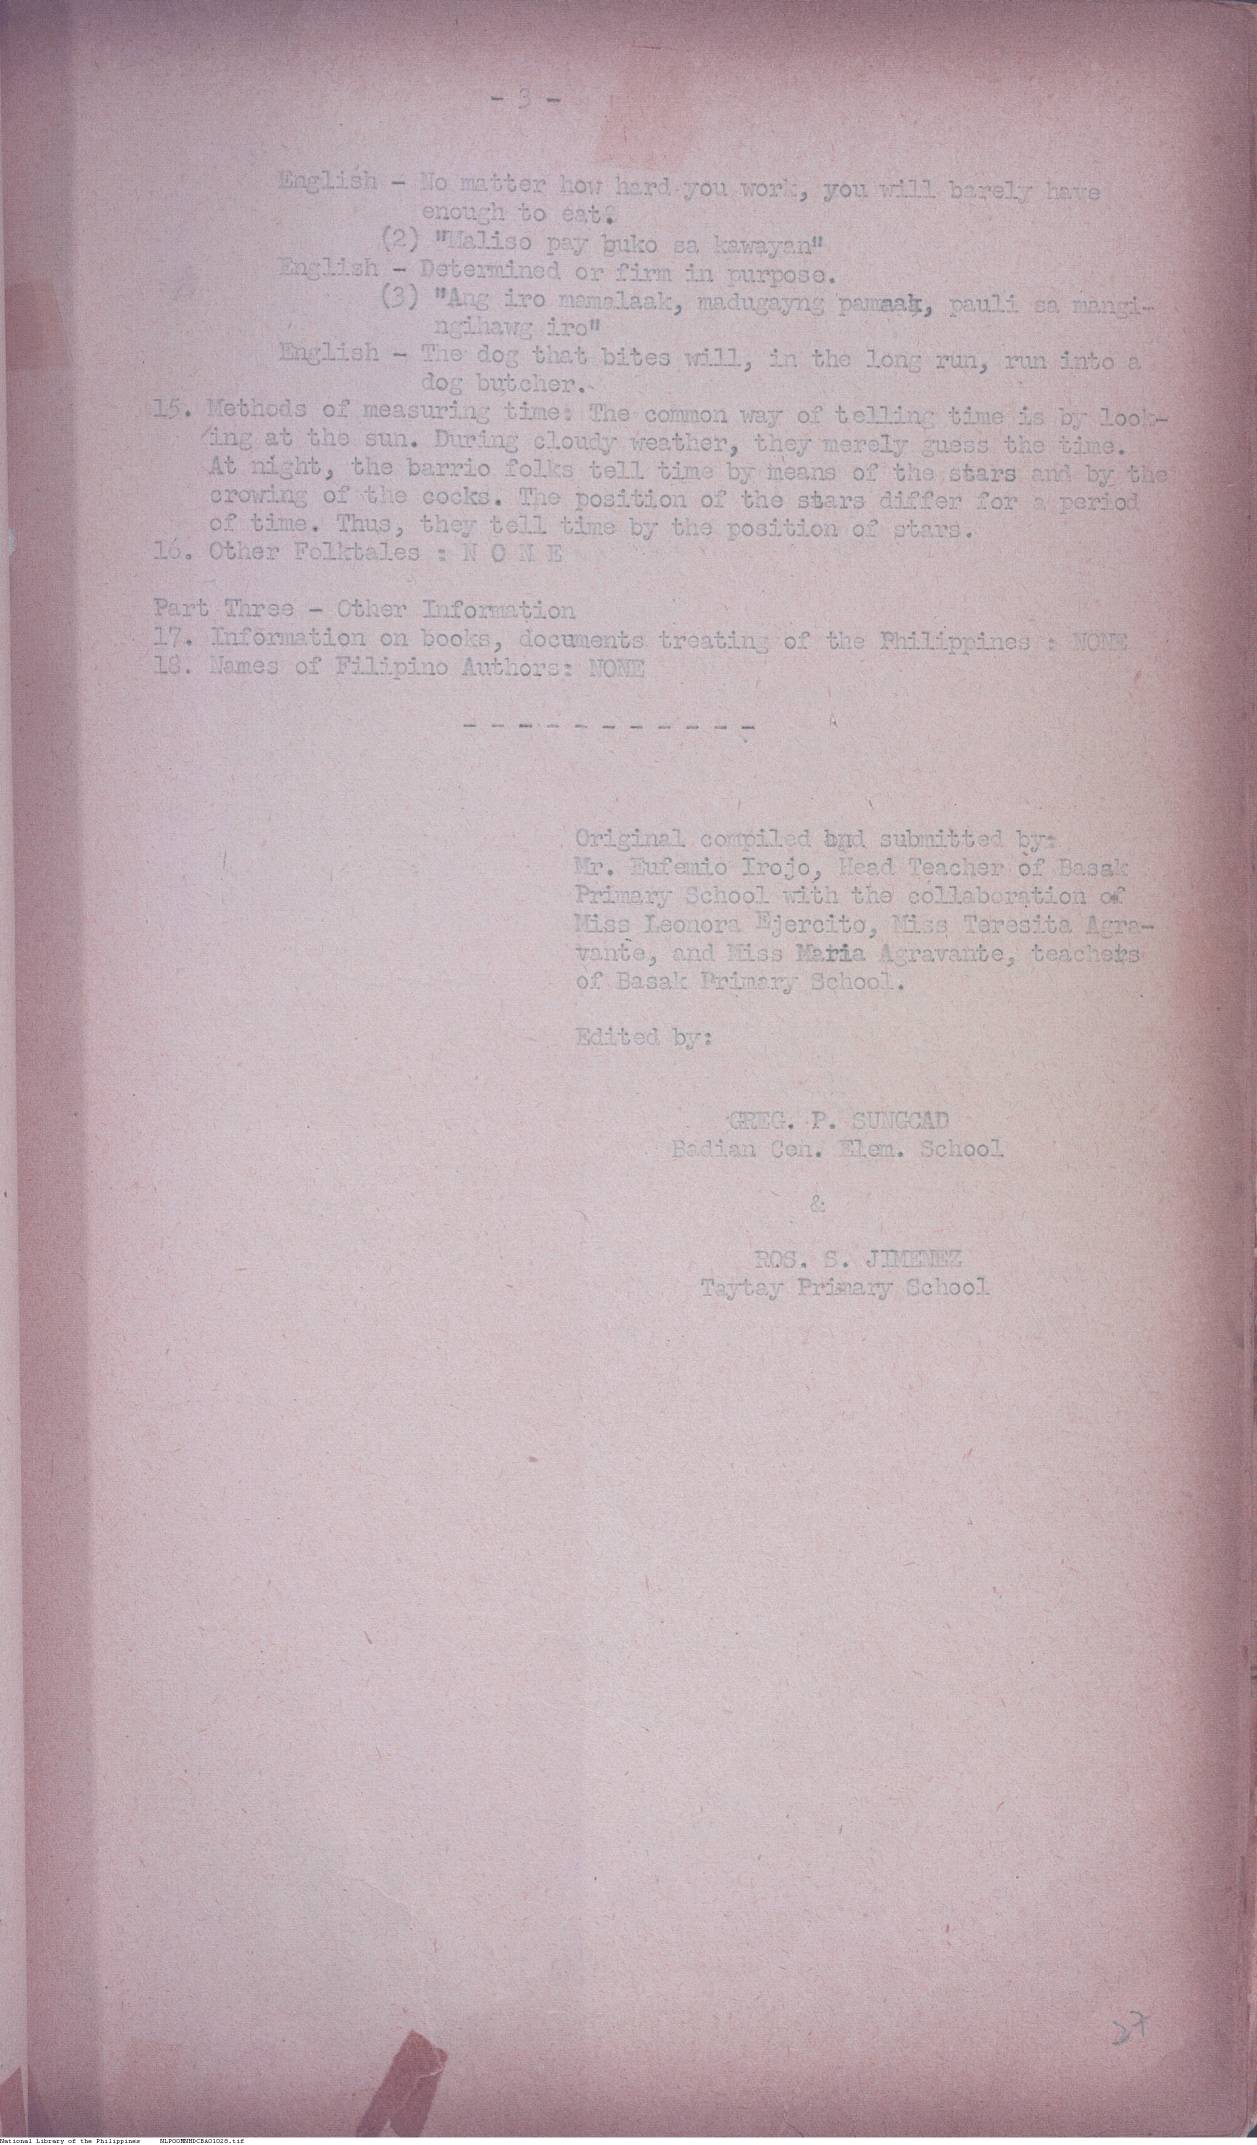 - 3 -
English - No matter how hard you work, you will barely have
enough to eat.
(2) "Maliso pay buko sa kawayan"
English - Determined or firm in purpose.
(3) "Ang iro mamalaak, madugayng pamaak, pauli sa mangi-
ngihawg iro"
English - The dog that bites will, in the long run, run into a
dog butcher.
15. Methods of measuring time: The common way of telling time is by look-
ing at the sun. During cloudy weather, they merely guess the time.
At night, the barrio folks tell time by means of the stars and by the
crowing of the cocks. The position of the stars differ for a period
of time. Thus, they tell time by the position of stars.
16. Other Folktales : N O N E
Part Three - Other Information
17. Information on books, documents treating of the Philippines : NONE
18. Names of Filipino Authors: NONE
- - - - - - - - - - -
Original compiled and submitted by:
Mr. Eufemio Irojo, Head Teacher of Basak
Primary School with the collaboration of
Miss Leonora Ejercito, Miss Teresita Agra-
vante, and Miss Maria Agravante, teachers
of Basak Primary School.
Edited by:
GREG. P. SUNGCAD
Badian Cen. Elem. School
&
ROS. S. JIMENEZ
Taytay Primary School
27
National Library of the Philippines NLPOOMNHDCBA01028.tif